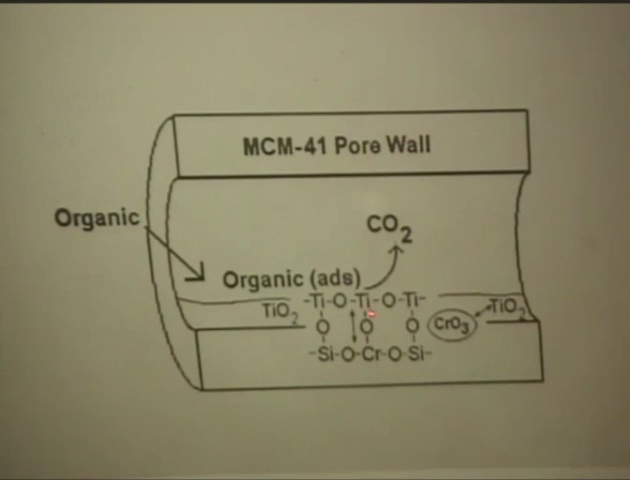 MCM-41 Pore Wall
Organic
CO2
Organic (ads)
-Ti-O-Ti-O-Ti-
TiO2
TiO2
O O O
CrO3
-Si-O-Cr-O-Si-